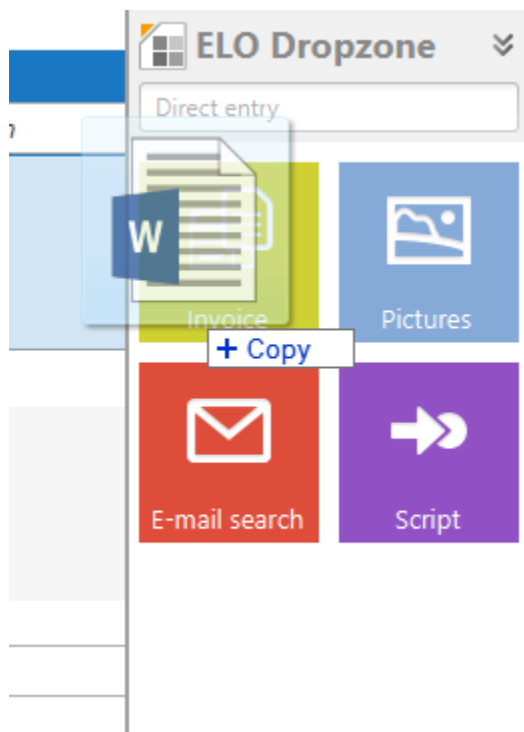 ELO Dropzone
Direct entry
W
Invoice
Pictures
+ Copy
E-mail search
Script